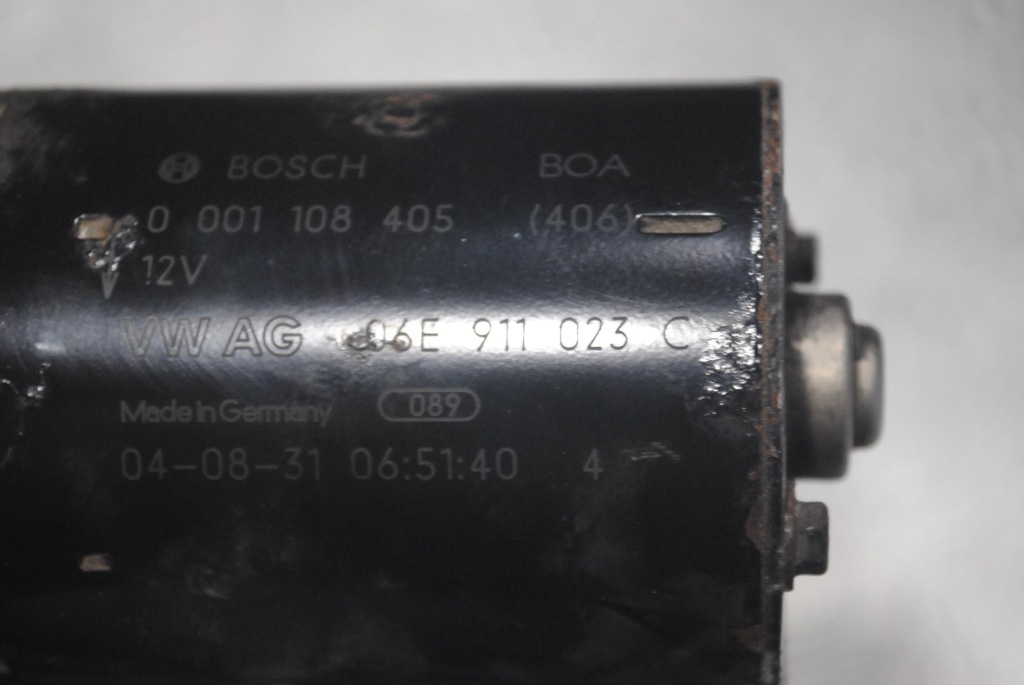 BOSCH BOA
0 001 108 405 (406)
12V
VW AG 06E 911 023 C
Made in Germany 089
04-08-31 06:51:40 4